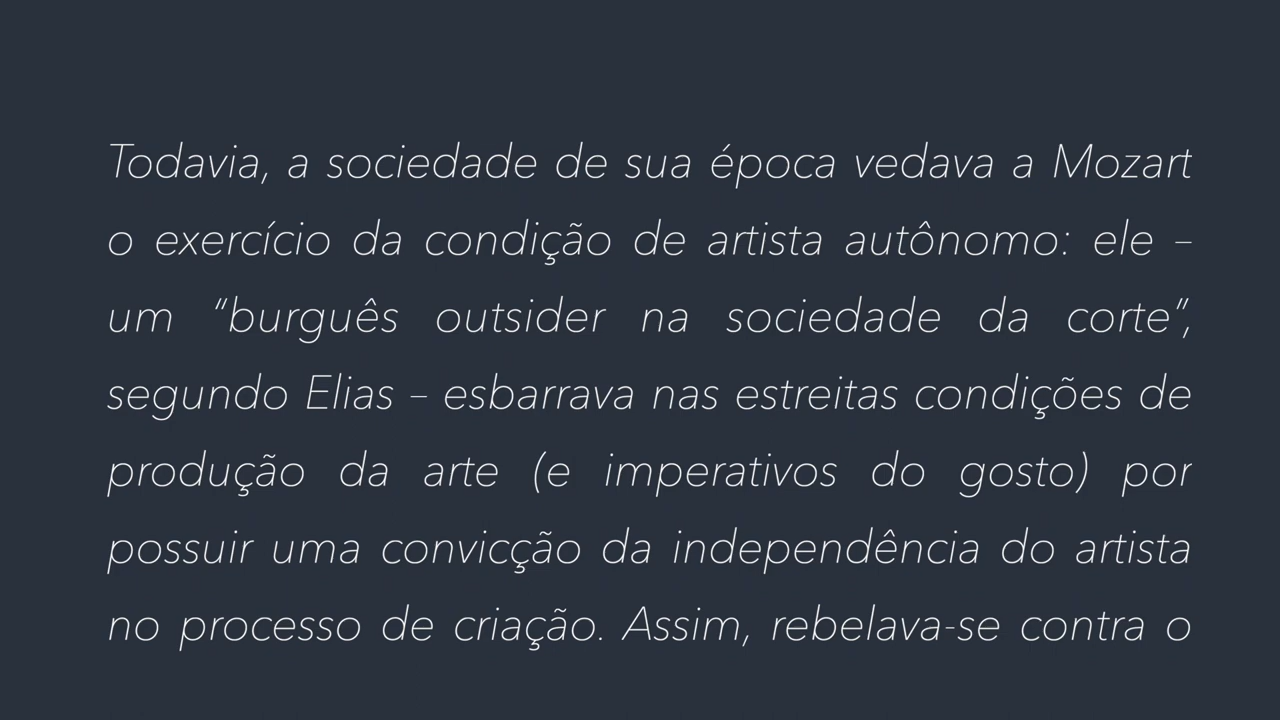 Todavia, a sociedade de sua época vedava a Mozart
o exercício da condição de artista autônomo: ele –
um “burguês outsider na sociedade da corte”,
segundo Elias – esbarrava nas estreitas condições de
produção da arte (e imperativos do gosto) por
possuir uma convicção da independência do artista
no processo de criação. Assim, rebelava-se contra o